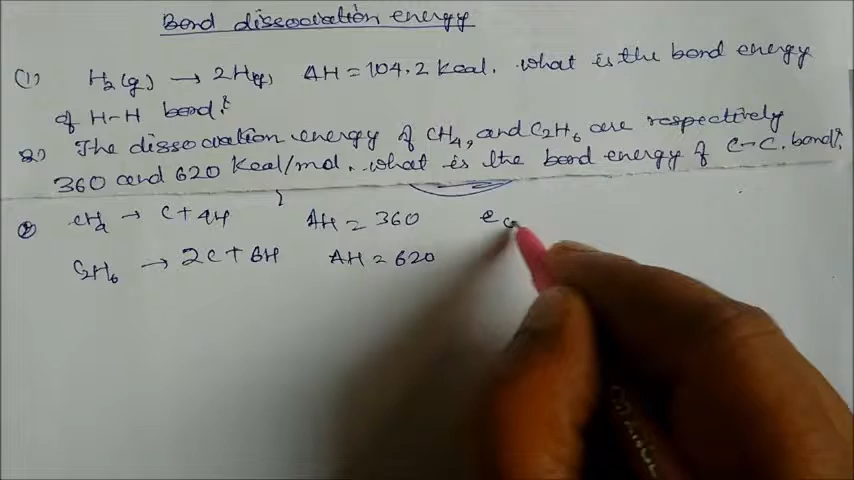 Bond dissociation energy
(1) H2(g) → 2H(g) ΔH = 104.2 Kcal. what is the bond energy
of H-H bond?
2) The dissociation energy of CH4, and C2H6 are respectively
360 and 620 Kcal/mol. what is the bond energy of C-C. bond?
② CH4 → C + 4H ΔH = 360 e c
C2H6 → 2C + 6H ΔH = 620